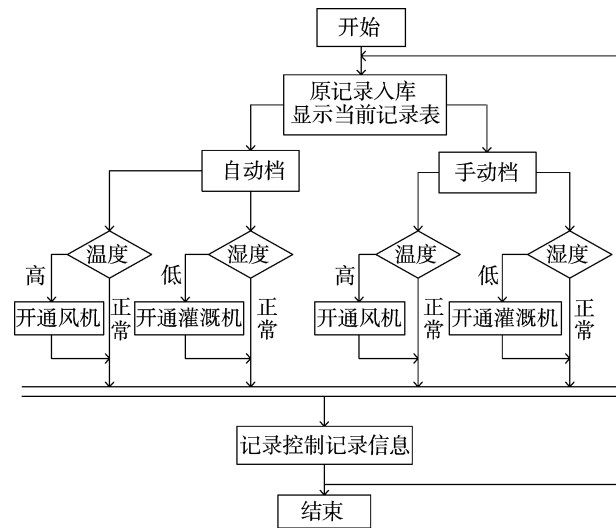 开始
原记录入库
显示当前记录表
自动档
手动档
温度
湿度
温度
湿度
高
低
高
低
开通风机
正常
开通灌溉机
正常
开通风机
正常
开通灌溉机
正常
记录控制记录信息
结束